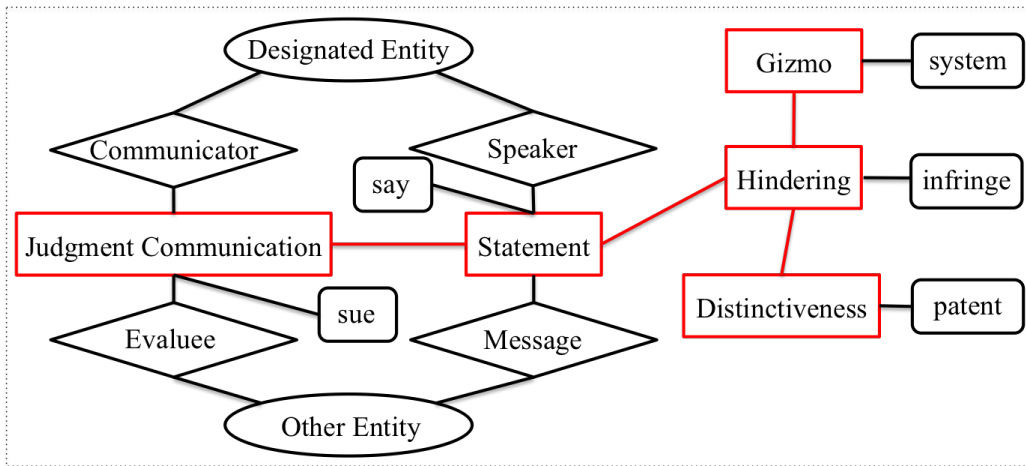 Designated Entity
Gizmo
system
Communicator
Speaker
say
Hindering
infringe
Judgment Communication
Statement
sue
Distinctiveness
patent
Evaluee
Message
Other Entity